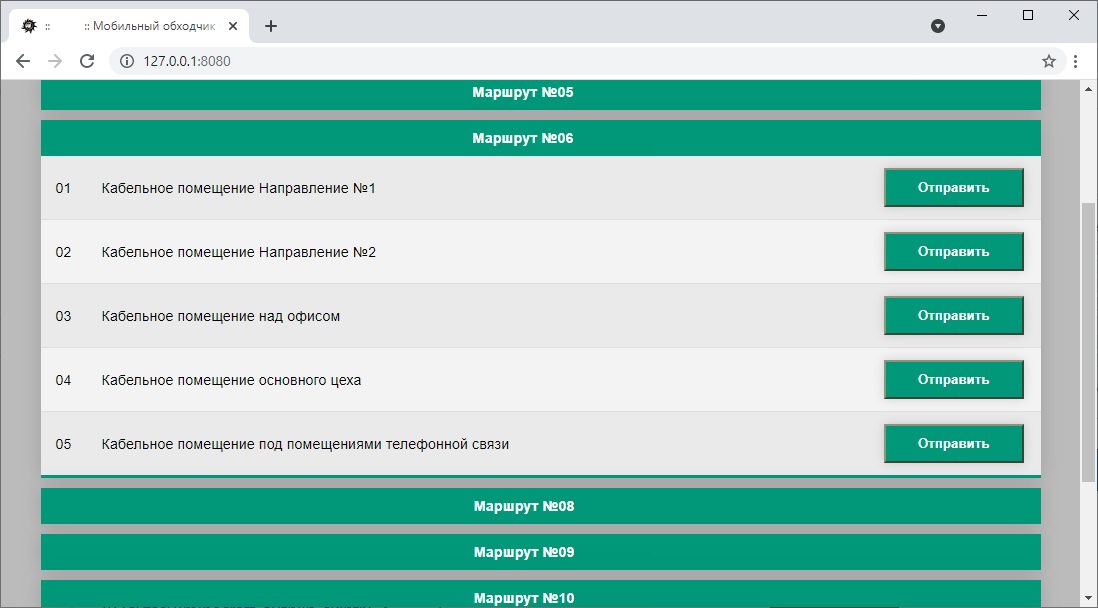 :: :: Мобильный обходчик
127.0.0.1:8080
Маршрут №05
Маршрут №06
01 Кабельное помещение Направление №1 Отправить
02 Кабельное помещение Направление №2 Отправить
03 Кабельное помещение над офисом Отправить
04 Кабельное помещение основного цеха Отправить
05 Кабельное помещение под помещениями телефонной связи Отправить
Маршрут №08
Маршрут №09
Маршрут №10